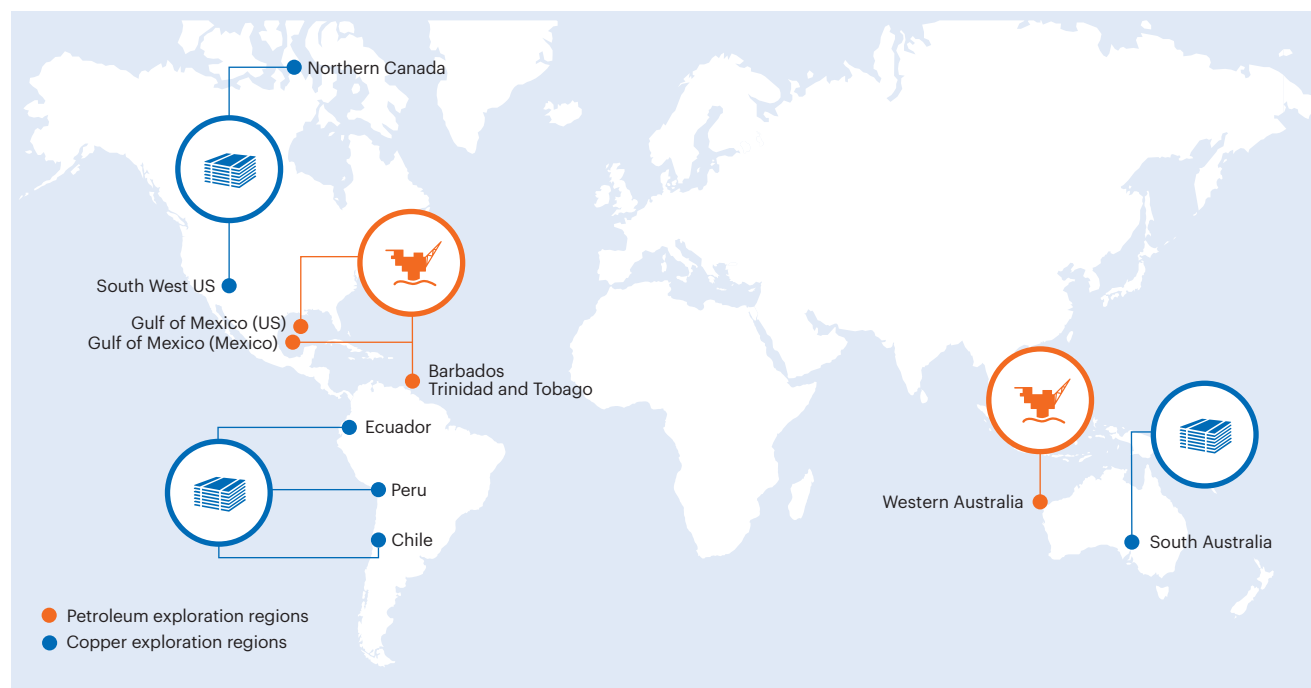 Northern Canada
South West US
Gulf of Mexico (US)
Gulf of Mexico (Mexico)
Barbados
Trinidad and Tobago
Ecuador
Peru
Chile
Western Australia
South Australia
Petroleum exploration regions
Copper exploration regions